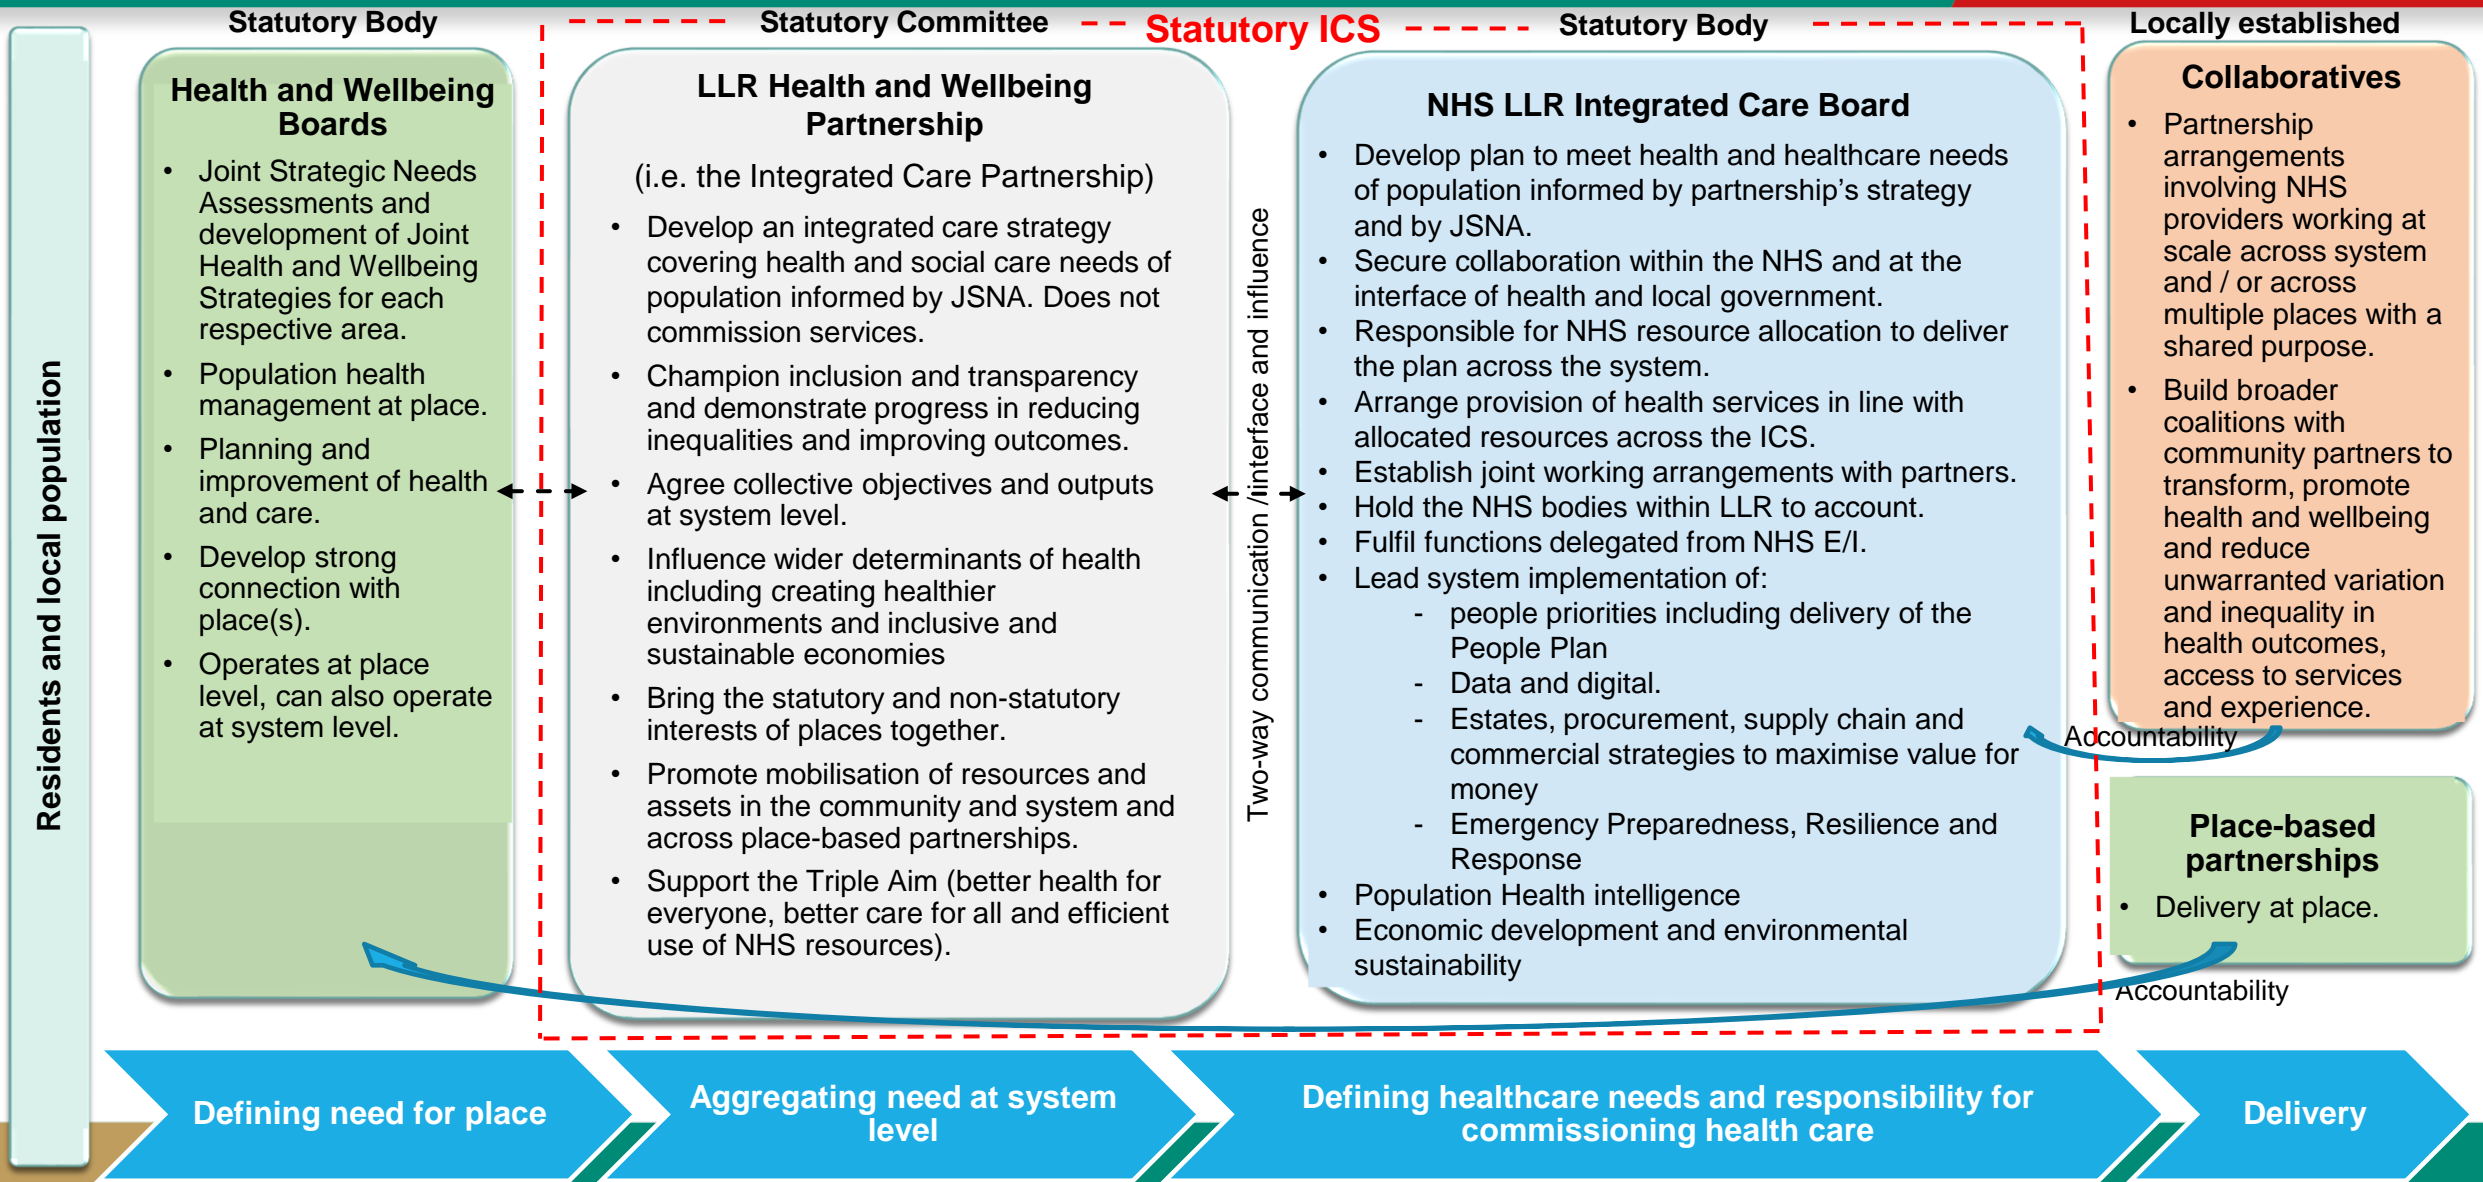 Statutory Body
Statutory Committee
Statutory ICS
Statutory Body
Locally established
Residents and local population
Health and Wellbeing
Boards
• Joint Strategic Needs
Assessments and
development of Joint
Health and Wellbeing
Strategies for each
respective area.
• Population health
management at place.
• Planning and
improvement of health
and care.
• Develop strong
connection with
place(s).
• Operates at place
level, can also operate
at system level.
LLR Health and Wellbeing
Partnership
(i.e. the Integrated Care Partnership)
• Develop an integrated care strategy
covering health and social care needs of
population informed by JSNA. Does not
commission services.
• Champion inclusion and transparency
and demonstrate progress in reducing
inequalities and improving outcomes.
• Agree collective objectives and outputs
at system level.
• Influence wider determinants of health
including creating healthier
environments and inclusive and
sustainable economies
• Bring the statutory and non-statutory
interests of places together.
• Promote mobilisation of resources and
assets in the community and system and
across place-based partnerships.
• Support the Triple Aim (better health for
everyone, better care for all and efficient
use of NHS resources).
Two-way communication /iinterface and influence
NHS LLR Integrated Care Board
• Develop plan to meet health and healthcare needs
of population informed by partnership’s strategy
and by JSNA.
• Secure collaboration within the NHS and at the
interface of health and local government.
• Responsible for NHS resource allocation to deliver
the plan across the system.
• Arrange provision of health services in line with
allocated resources across the ICS.
• Establish joint working arrangements with partners.
• Hold the NHS bodies within LLR to account.
• Fulfil functions delegated from NHS E/I.
• Lead system implementation of:
- people priorities including delivery of the
People Plan
- Data and digital.
- Estates, procurement, supply chain and
commercial strategies to maximise value for
money
- Emergency Preparedness, Resilience and
Response
• Population Health intelligence
• Economic development and environmental
sustainability
Collaboratives
• Partnership
arrangements
involving NHS
providers working at
scale across system
and / or across
multiple places with a
shared purpose.
• Build broader
coalitions with
community partners to
transform, promote
health and wellbeing
and reduce
unwarranted variation
and inequality in
health outcomes,
access to services
and experience.
Accountability
Place-based
partnerships
• Delivery at place.
Accountability
Defining need for place
Aggregating need at system
level
Defining healthcare needs and responsibility for
commissioning health care
Delivery